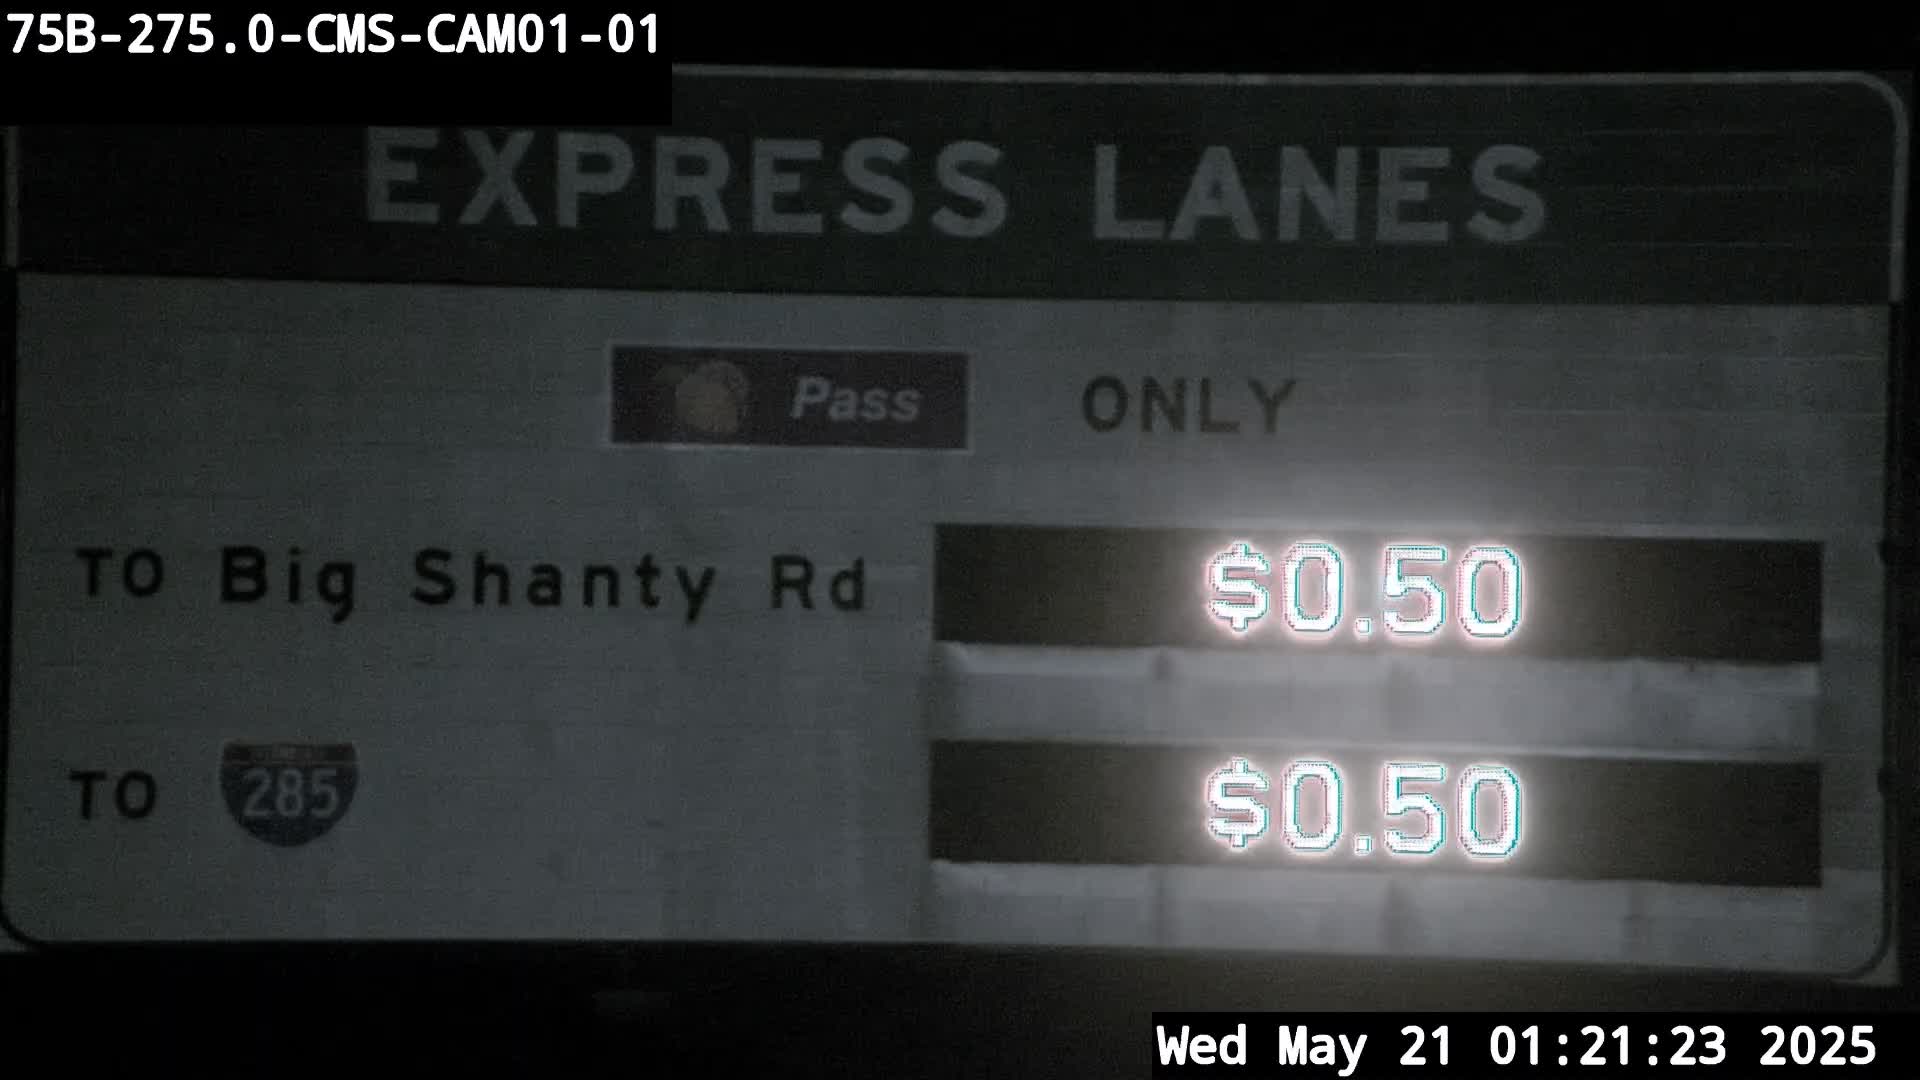 75B-275.0-CMS-CAM01-01
EXPRESS LANES
Pass ONLY
TO Big Shanty Rd $0.50
TO 285 $0.50
Wed May 21 01:21:23 2025